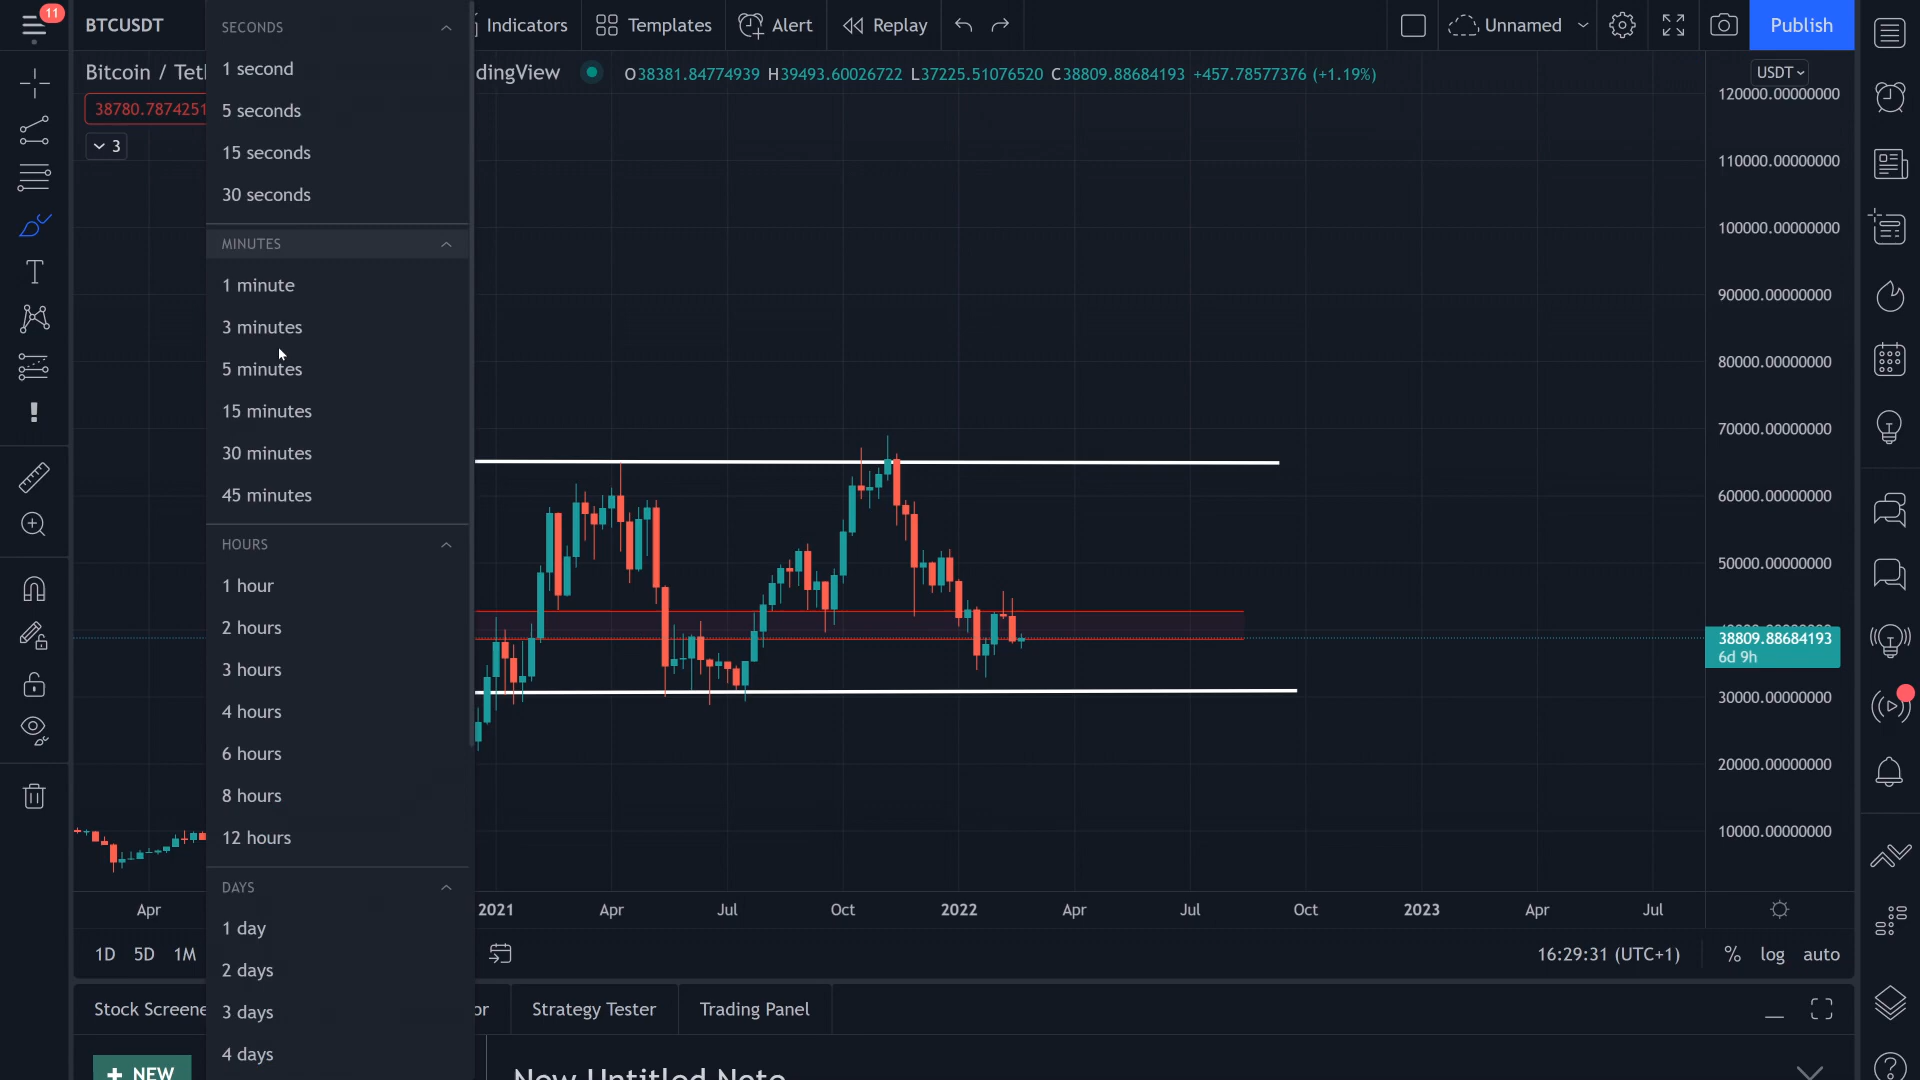 11
BTCUSDT
Indicators
Templates
Alert
Replay
Unnamed
Publish
Bitcoin / Tet
dingView
O38381.84774939 H39493.60026722 L37225.51076520 C38809.88684193 +457.78577376 (+1.19%)
USDT
38780.7874251
3
SECONDS
1 second
5 seconds
15 seconds
30 seconds
MINUTES
1 minute
3 minutes
5 minutes
15 minutes
30 minutes
45 minutes
HOURS
1 hour
2 hours
3 hours
4 hours
6 hours
8 hours
12 hours
DAYS
1 day
2 days
3 days
4 days
120000.00000000
110000.00000000
100000.00000000
90000.00000000
80000.00000000
70000.00000000
60000.00000000
50000.00000000
38809.88684193
6d 9h
30000.00000000
20000.00000000
10000.00000000
Apr
2021
Apr
Jul
Oct
2022
Apr
Jul
Oct
2023
Apr
Jul
1D
5D
1M
16:29:31 (UTC+1)
%
log
auto
Stock Screene
or
Strategy Tester
Trading Panel
+ NEW
New Untitled Note